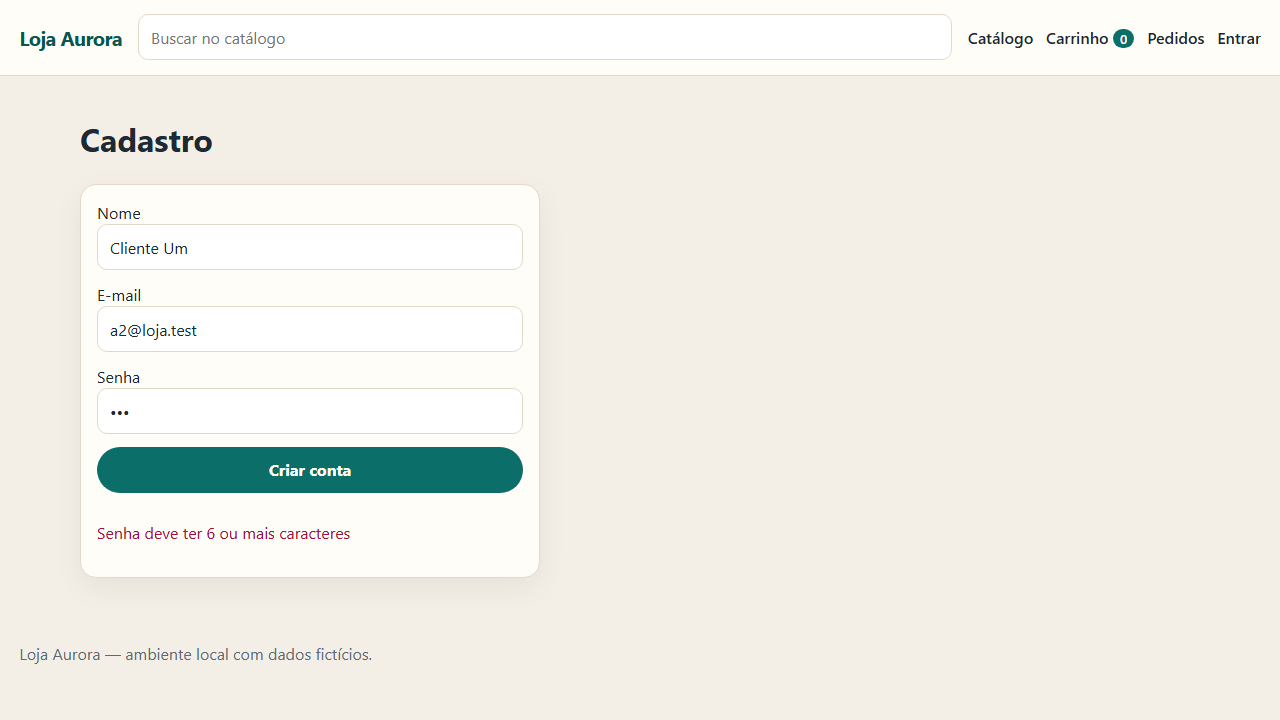 Loja Aurora
Buscar no catálogo
Catálogo
Carrinho 0
Pedidos
Entrar
Cadastro
Nome
Cliente Um
E-mail
a2@loja.test
Senha
•••
Criar conta
Senha deve ter 6 ou mais caracteres
Loja Aurora — ambiente local com dados fictícios.